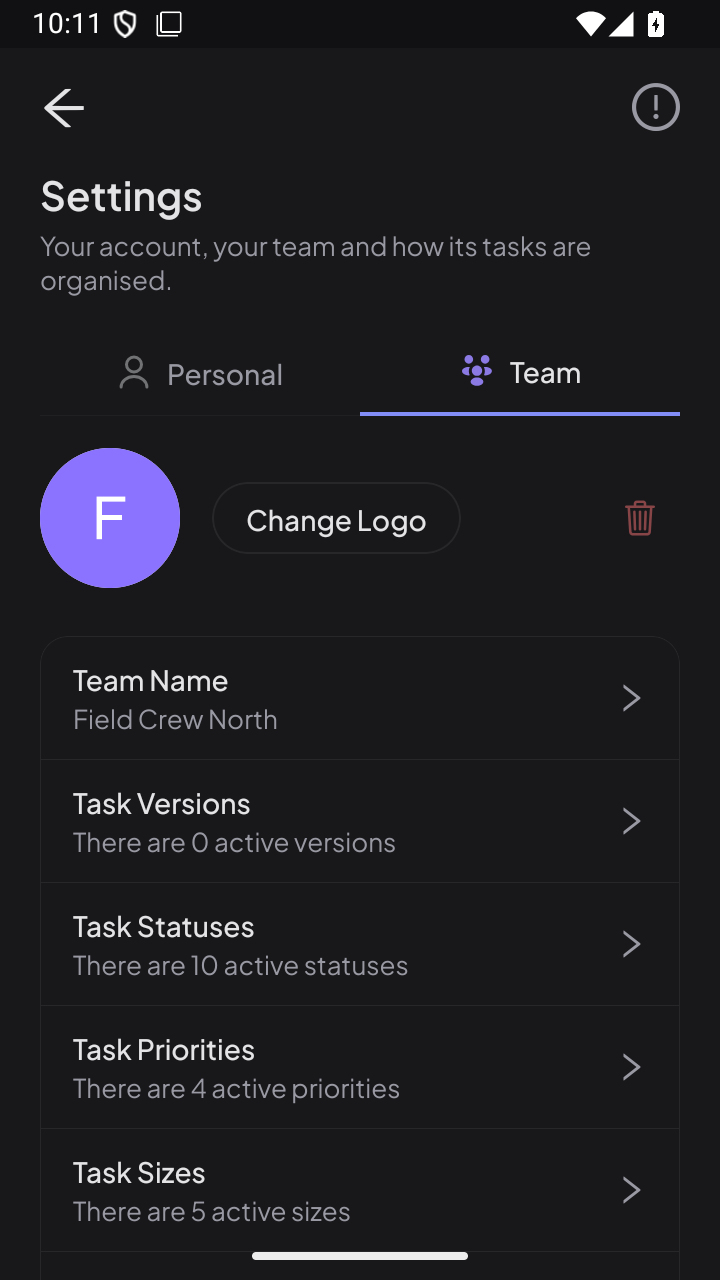 10:11
Settings
Your account, your team and how its tasks are
organised.
Personal
Team
F
Change Logo
Team Name
Field Crew North
Task Versions
There are 0 active versions
Task Statuses
There are 10 active statuses
Task Priorities
There are 4 active priorities
Task Sizes
There are 5 active sizes